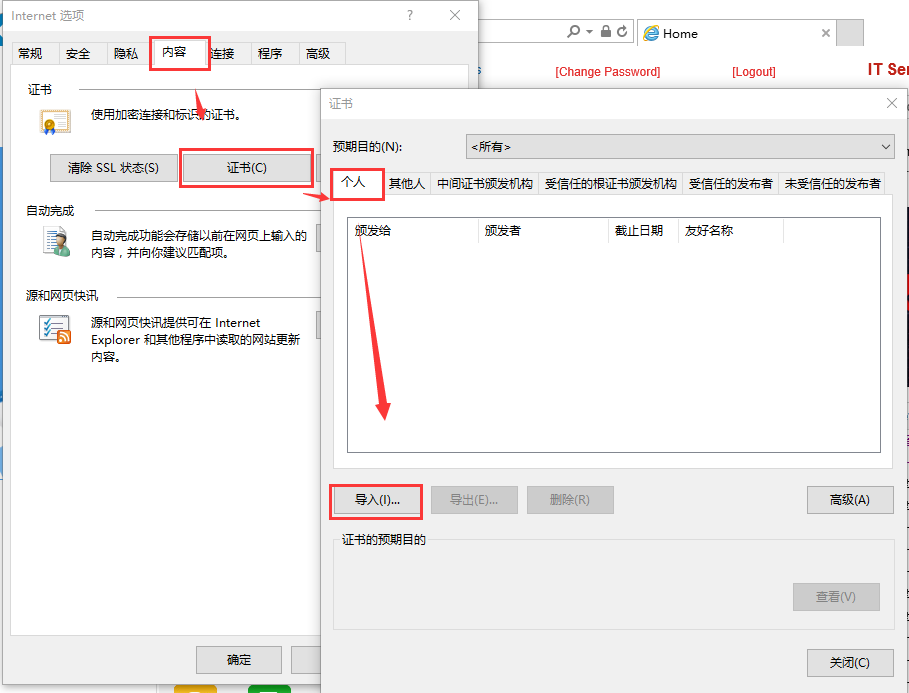 Internet 选项
常规 安全 隐私 内容 连接 程序 高级
证书
使用加密连接和标识的证书。
清除 SSL 状态(S)
证书(C)
自动完成
自动完成功能会存储以前在网页上输入的
内容，并向你建议匹配项。
源和网页快讯
源和网页快讯提供可在 Internet
Explorer 和其他程序中读取的网站更新
内容。
确定
Home
[Change Password]
[Logout]
IT Ser
证书
预期目的(N):
<所有>
个人 其他人 中间证书颁发机构 受信任的根证书颁发机构 受信任的发布者 未受信任的发布者
颁发给 颁发者 截止日期 友好名称
导入(I)... 导出(E)... 删除(R) 高级(A)
证书的预期目的
查看(V)
关闭(C)